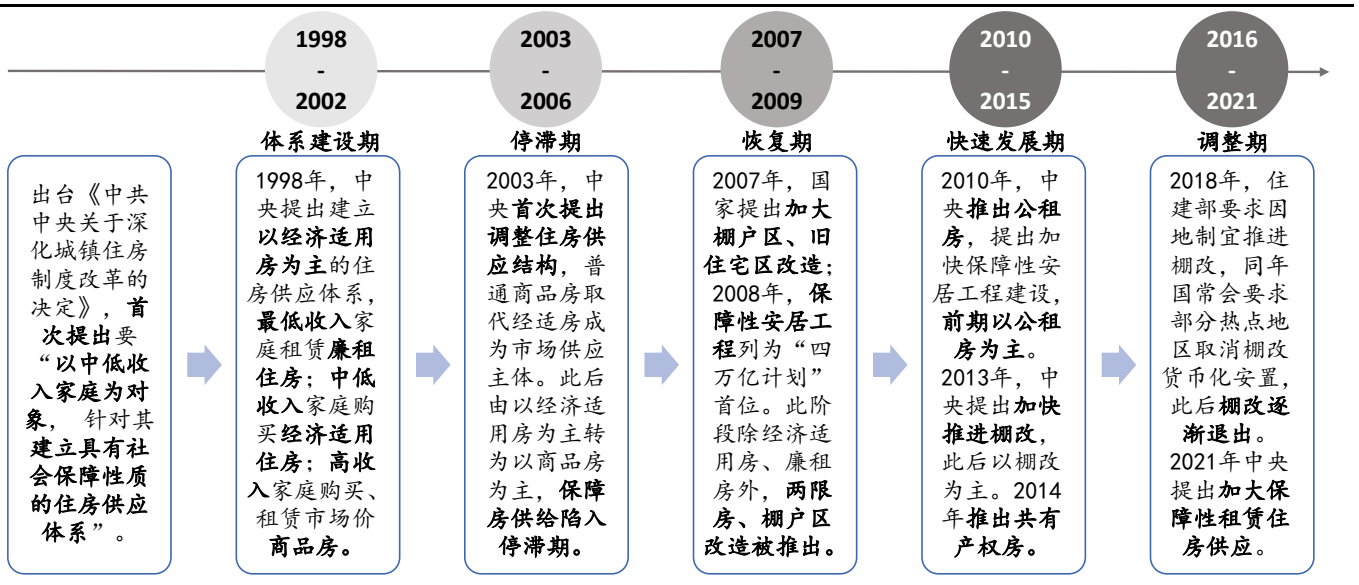 1998
-
2002
2003
-
2006
2007
-
2009
2010
-
2015
2016
-
2021
体系建设期
停滞期
恢复期
快速发展期
调整期
出台《中共
中央关于深
化城镇住房
制度改革的
决定》，首
次提出要
“以中低收
入家庭为对
象， 针对其
建立具有社
会保障性质
的住房供应
体系”。
1998年，中
央提出建立
以经济适用
房为主的住
房供应体系，
最低收入家
庭租赁廉租
住房；中低
收入家庭购
买经济适用
住房；高收
入家庭购买、
租赁市场价
商品房。
2003年，中
央首次提出
调整住房供
应结构，普
通商品房取
代经适房成
为市场供应
主体。此后
由以经济适
用房为主转
为以商品房
为主，保障
房供给陷入
停滞期。
2007年，国
家提出加大
棚户区、旧
住宅区改造；
2008年，保
障性安居工
程列为“四
万亿计划”
首位。此阶
段除经济适
用房、廉租
房外，两限
房、棚户区
改造被推出。
2010年，中
央推出公租
房，提出加
快保障性安
居工程建设，
前期以公租
房为主。
2013年，中
央提出加快
推进棚改，
此后以棚改
为主。2014
年推出共有
产权房。
2018年，住
建部要求因
地制宜推进
棚改，同年
国常会要求
部分热点地
区取消棚改
货币化安置，
此后棚改逐
渐退出。
2021年中央
提出加大保
障性租赁住
房供应。